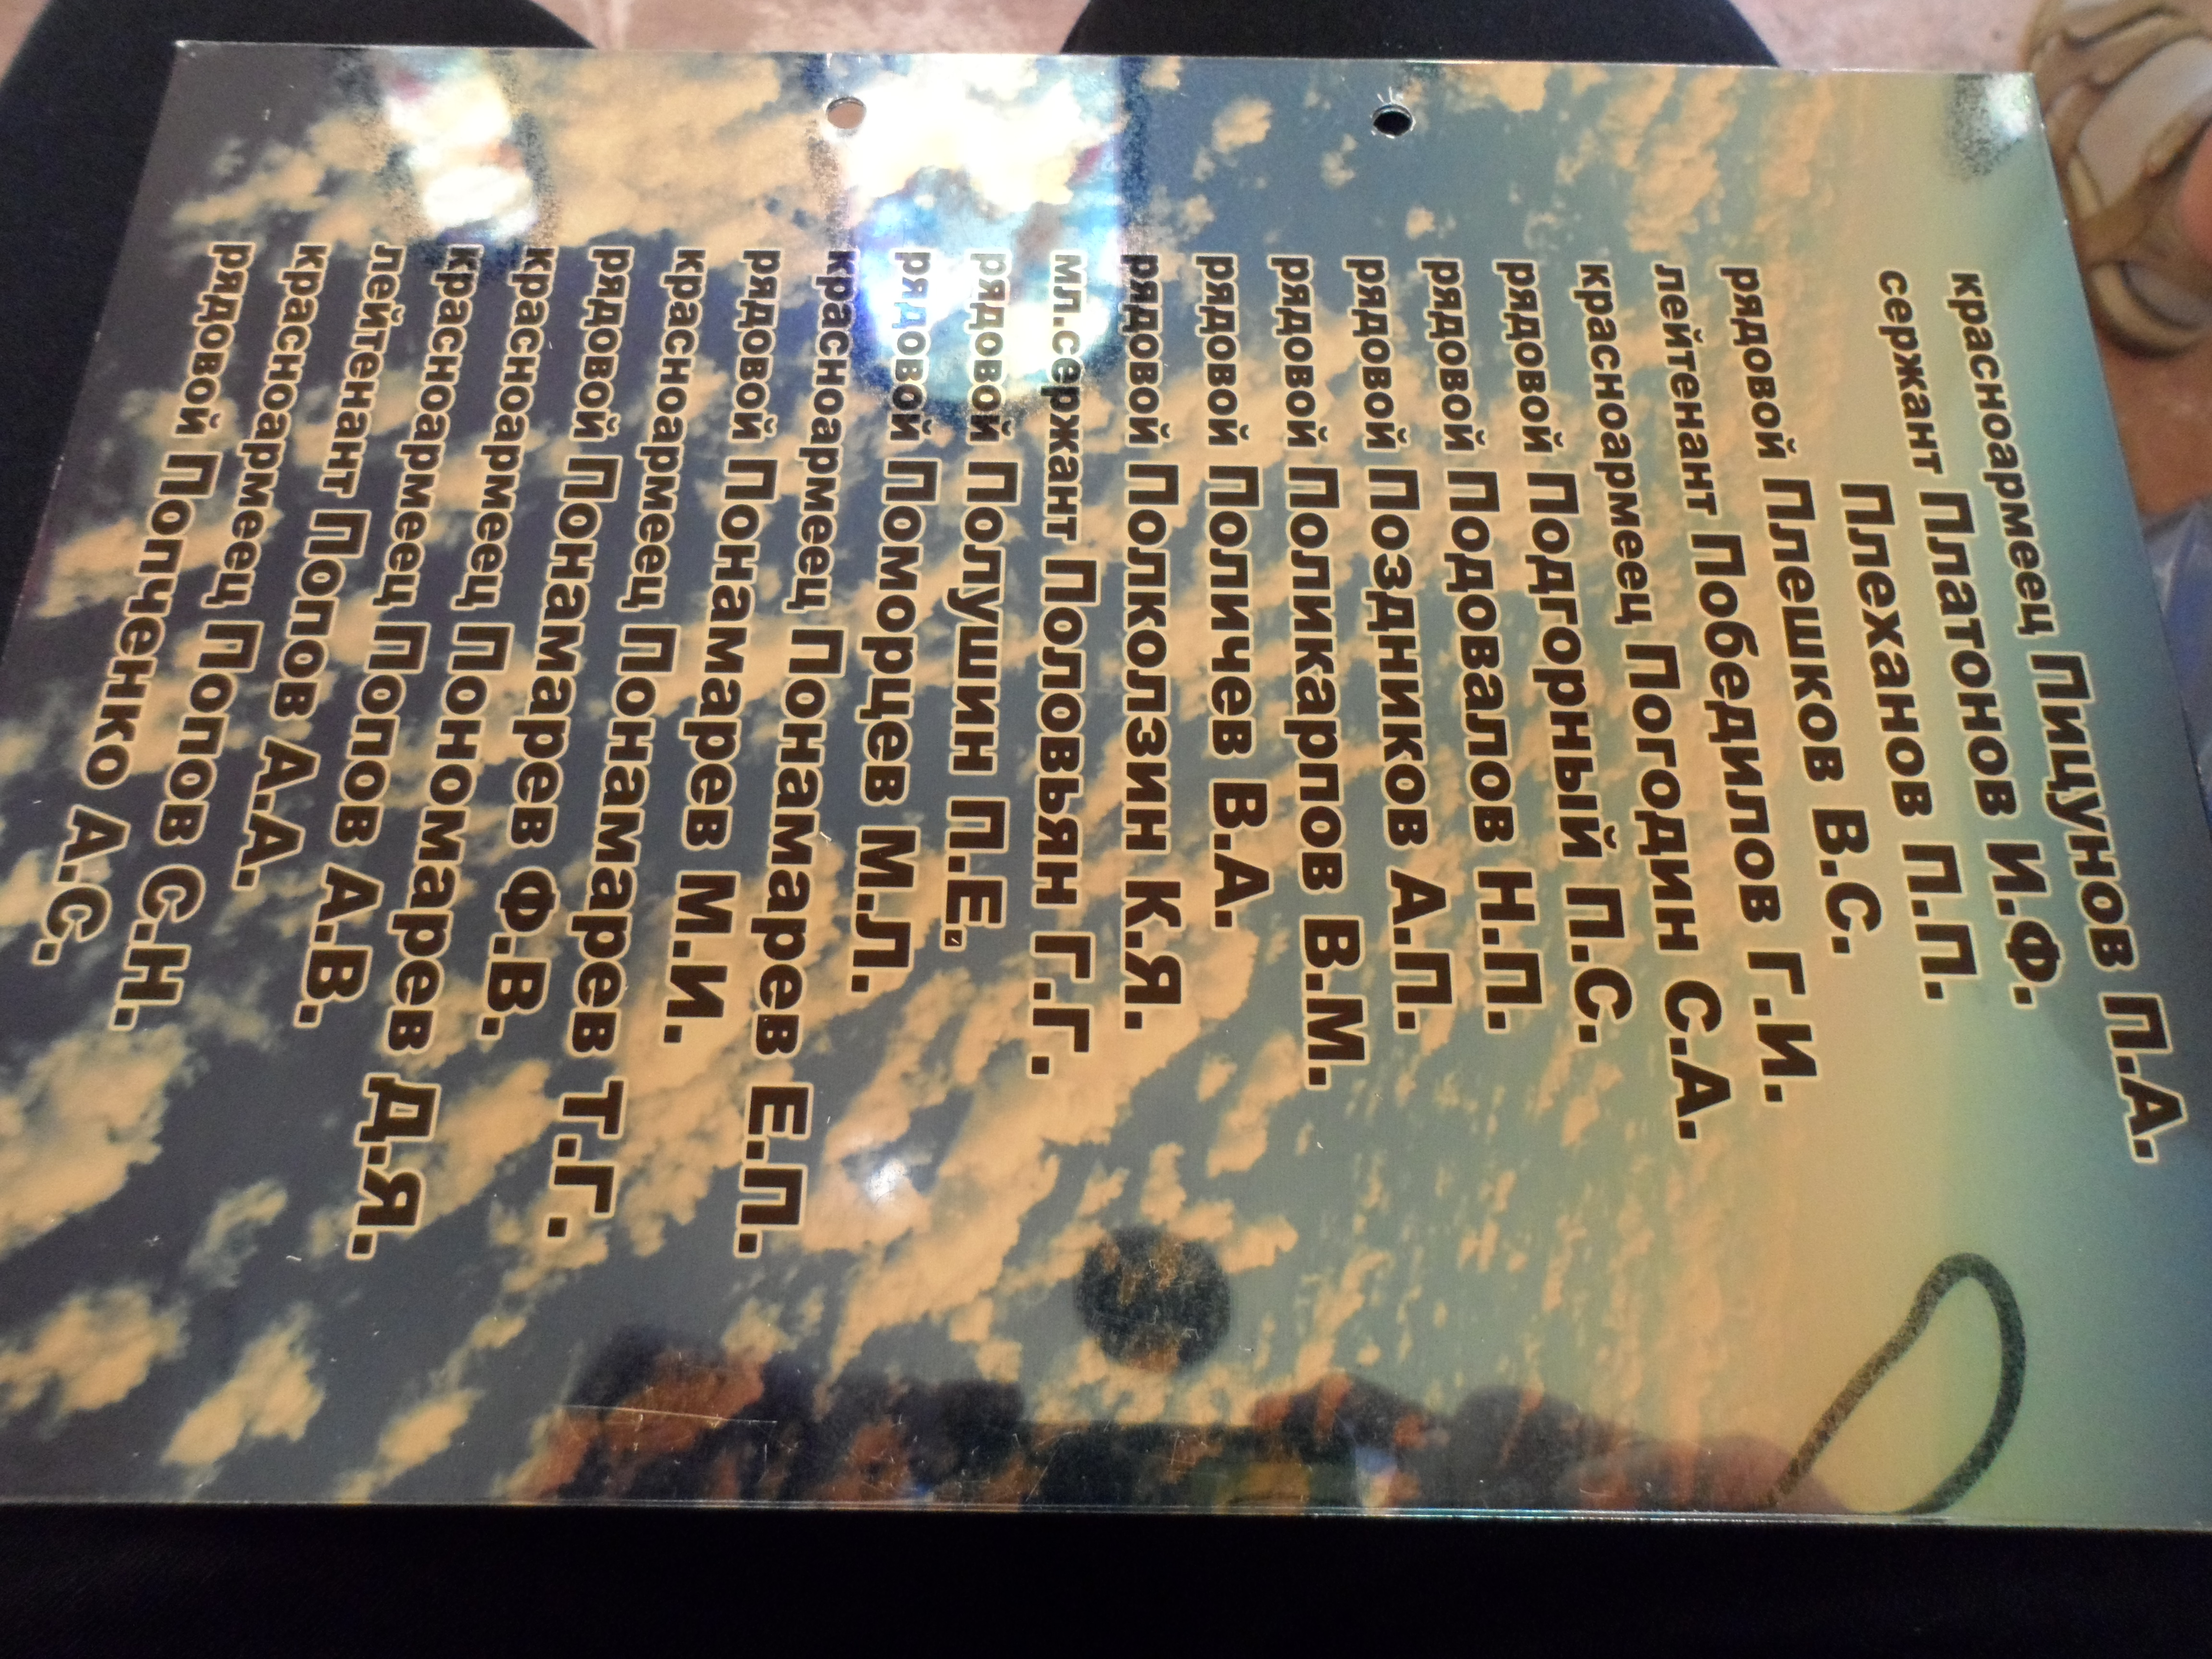 красноармеец Пицунов П.А.
сержант Платонов И.Ф.
Плеханов П.П.
рядовой Плешков В.С.
лейтенант Победилов Г.И.
красноармеец Погодин С.А.
рядовой Подгорный П.С.
рядовой Подовалов Н.П.
рядовой Поздников А.П.
рядовой Поликарпов В.М.
рядовой Поличев В.А.
рядовой Полколзин К.Я.
мл.сержант Половьян Г.Г.
рядовой Полушин П.Е.
рядовой Поморцев М.Л.
красноармеец Понамарев Е.П.
рядовой Понамарев М.И.
красноармеец Понамарев Т.Г.
рядовой Понамарев Ф.В.
красноармеец Пономарев Д.Я.
красноармеец Попов А.В.
лейтенант Попов А.А.
красноармеец Попов С.Н.
рядовой Попченко А.С.